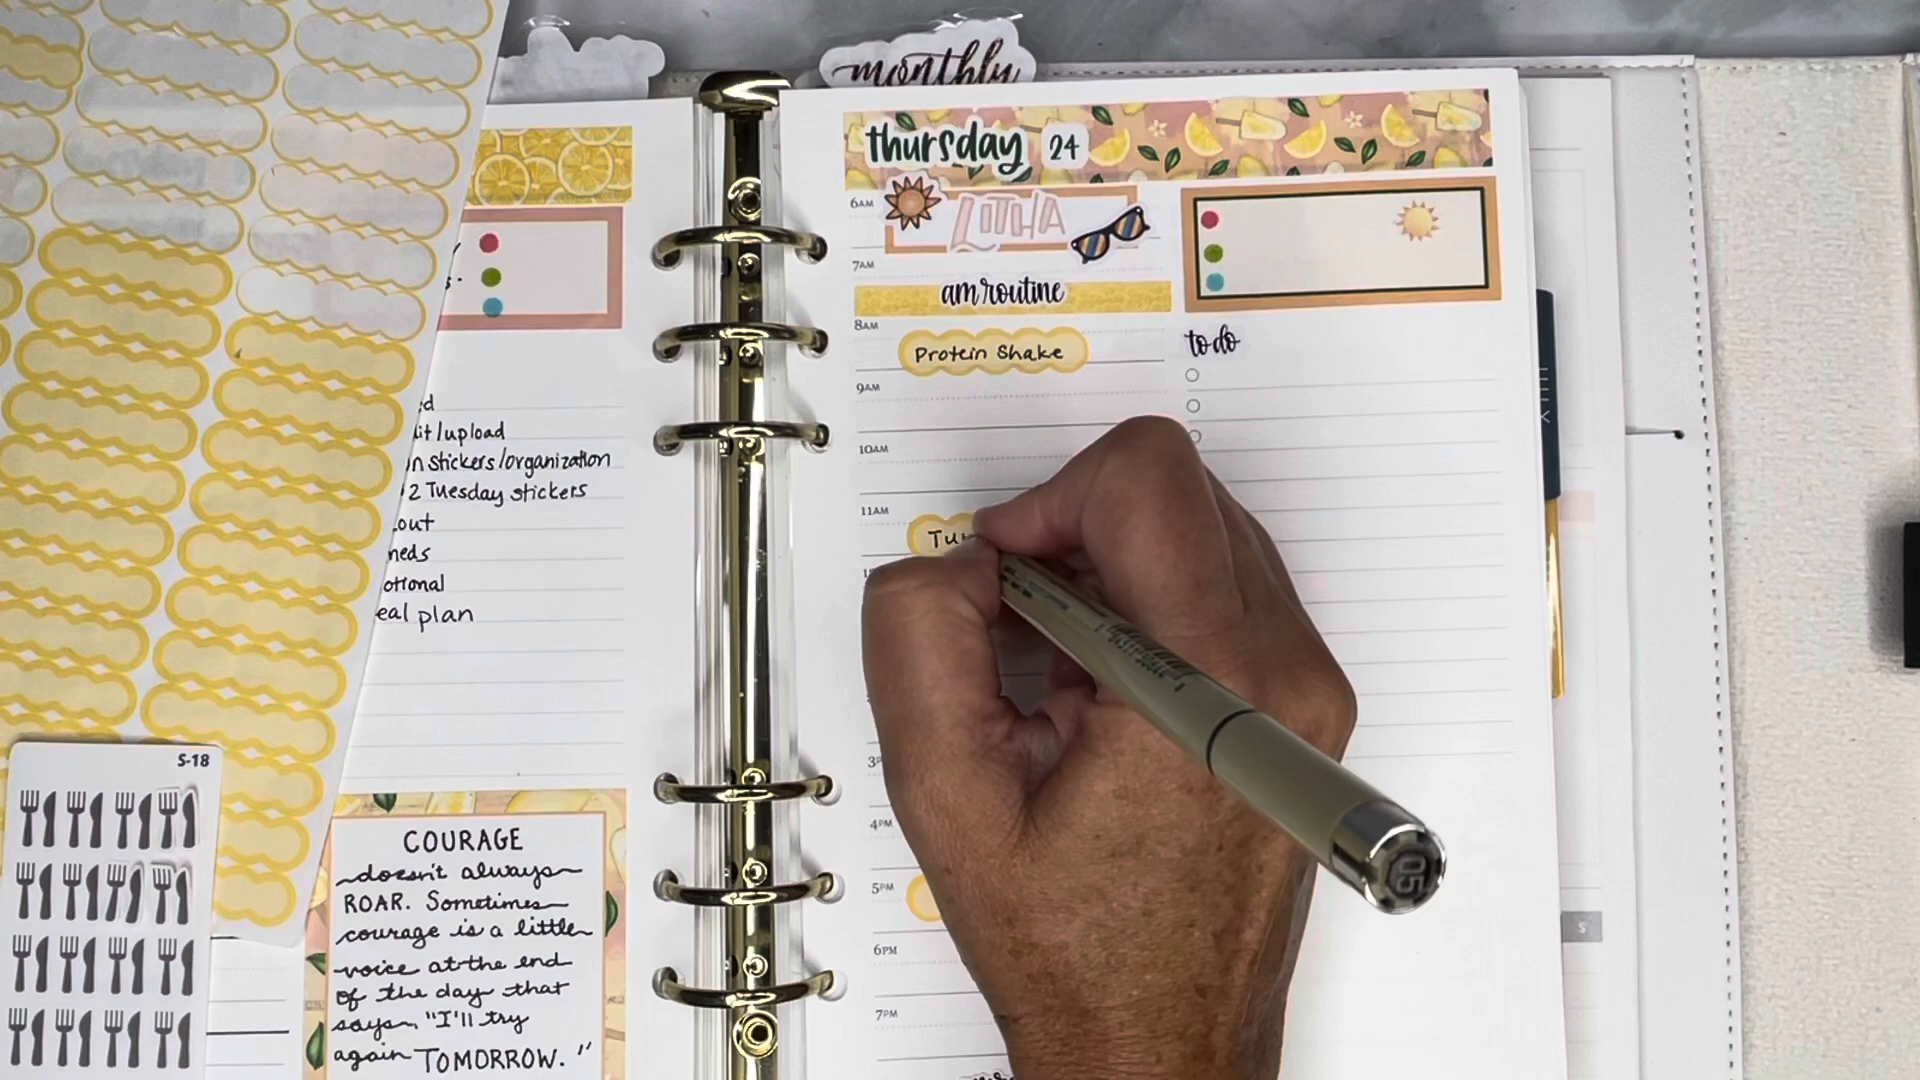 monthly
thursday 24
6AM
LITHA
7AM
am routine
8AM
Protein Shake
9AM
10AM
11AM
Tu
3P
4PM
5PM
6PM
7PM
to do
it/upload
n stickers/organization
2 Tuesday stickers
out
meds
otional
eal plan
S-18
COURAGE
doesn't always
ROAR. Sometimes
courage is a little
voice at the end
of the day that
says, "I'll try
again TOMORROW."
05
S